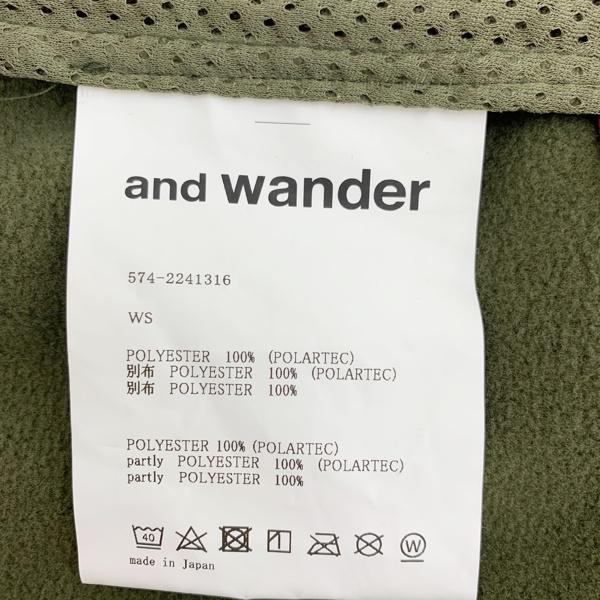 and wander
574-2241316
WS
POLYESTER 100% (POLARTEC)
別布 POLYESTER 100% (POLARTEC)
別布 POLYESTER 100%
POLYESTER 100% (POLARTEC)
partly POLYESTER 100% (POLARTEC)
partly POLYESTER 100%
40 W
made in Japan